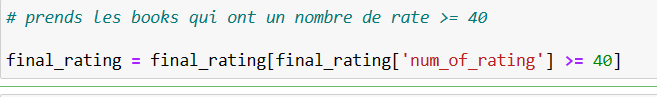 # prends les books qui ont un nombre de rate >= 40
final_rating = final_rating[final_rating['num_of_rating'] >= 40]